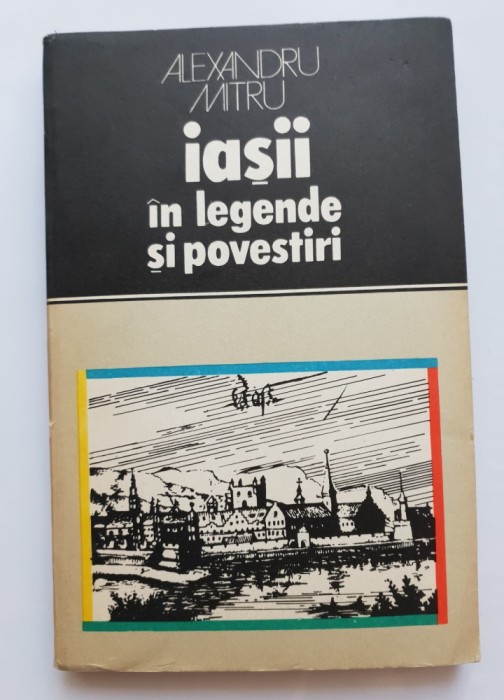 ALEXANDRU
MITRU
iașii
în legende
și povestiri